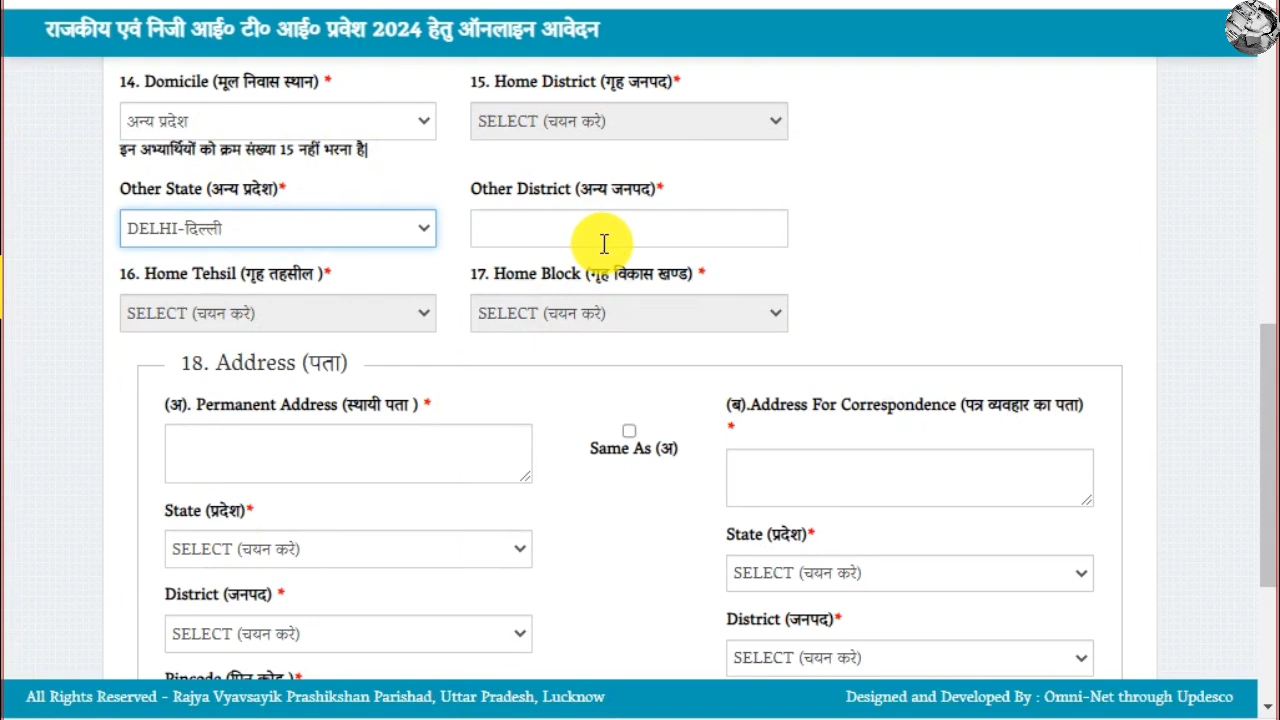 राजकीय एवं निजी आई० टी० आई० प्रवेश 2024 हेतु ऑनलाइन आवेदन
14. Domicile (मूल निवास स्थान) *
15. Home District (गृह जनपद)*
अन्य प्रदेश
SELECT (चयन करे)
इन अभ्यार्थियों को क्रम संख्या 15 नहीं भरना है|
Other State (अन्य प्रदेश)*
Other District (अन्य जनपद)*
DELHI-दिल्ली
16. Home Tehsil (गृह तहसील )*
17. Home Block (गृह विकास खण्ड) *
SELECT (चयन करे)
SELECT (चयन करे)
18. Address (पता)
(अ). Permanent Address (स्थायी पता ) *
Same As (अ)
(ब).Address For Correspondence (पत्र व्यवहार का पता)
*
State (प्रदेश)*
SELECT (चयन करे)
State (प्रदेश)*
SELECT (चयन करे)
District (जनपद) *
SELECT (चयन करे)
District (जनपद)*
SELECT (चयन करे)
Pincode (पिन कोड )*
All Rights Reserved - Rajya Vyavsayik Prashikshan Parishad, Uttar Pradesh, Lucknow
Designed and Developed By : Omni-Net through Updesco